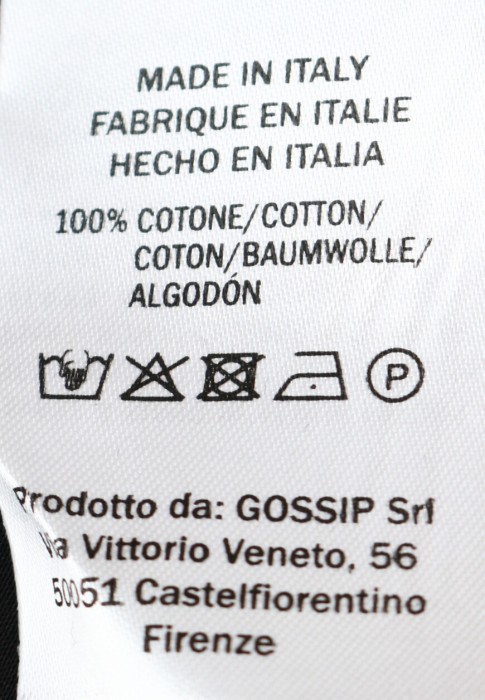 MADE IN ITALY
FABRIQUE EN ITALIE
HECHO EN ITALIA
100% COTONE/COTTON/
COTON/BAUMWOLLE/
ALGODÓN
P
Prodotto da: GOSSIP Srl
Via Vittorio Veneto, 56
50051 Castelfiorentino
Firenze